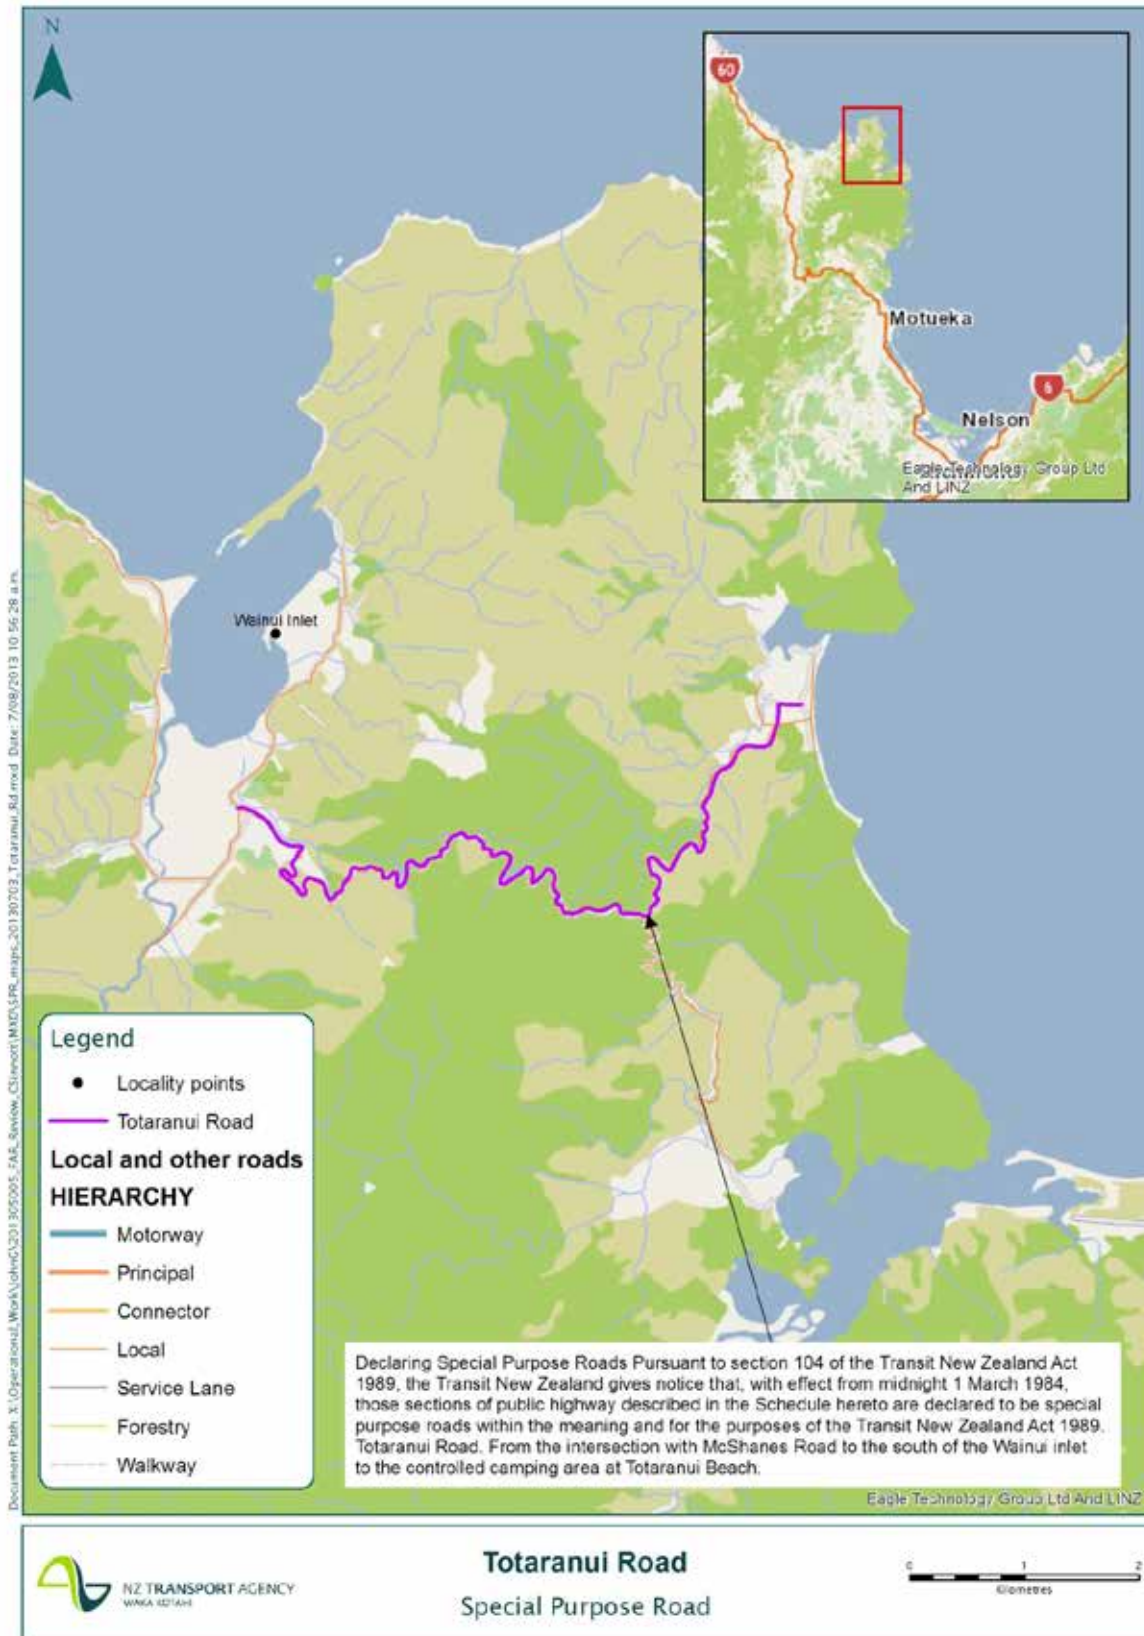 N
60
Motueka
6
Nelson
Eagle Technology Group Ltd
And LINZ
Wainui Inlet
Legend
Locality points
Totaranui Road
Local and other roads
HIERARCHY
Motorway
Principal
Connector
Local
Service Lane
Forestry
Walkway
Declaring Special Purpose Roads Pursuant to section 104 of the Transit New Zealand Act
1989, the Transit New Zealand gives notice that, with effect from midnight 1 March 1984,
those sections of public highway described in the Schedule hereto are declared to be special
purpose roads within the meaning and for the purposes of the Transit New Zealand Act 1989.
Totaranui Road. From the intersection with McShanes Road to the south of the Wainui inlet
to the controlled camping area at Totaranui Beach.
Eagle Technology Group Ltd And LINZ
Date: 7/08/2013 10:56:28 a.m.
NZ TRANSPORT AGENCY
WAKA KOTAHI
Totaranui Road
Special Purpose Road
0 1 2
Kilometres